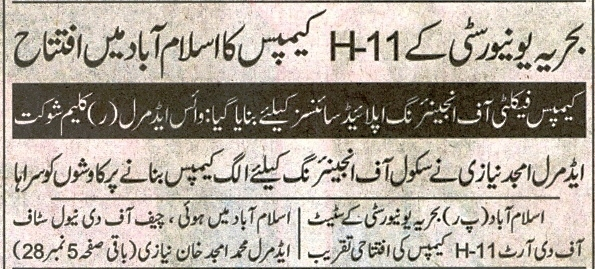 بحریہ یونیورسٹی کے H-11 کیمپس کا اسلام آباد میں افتتاح
کیمپس فیکلٹی آف انجینئرنگ اپلائیڈ سائنسز کیلئے بنایا گیا: وائس ایڈمرل (ر) کلیم شوکت
ایڈمرل امجد نیازی نے سکول آف انجینئرنگ کیلئے الگ کیمپس بنانے پر کاوشوں کو سراہا
اسلام آباد (پ ر) بحریہ یونیورسٹی کے سٹیٹ
آف دی آرٹ H-11 کیمپس کی افتتاحی تقریب
اسلام آباد میں ہوئی، چیف آف دی نیول سٹاف
ایڈمرل محمد امجد خان نیازی (باقی صفحہ 5 نمبر 28)